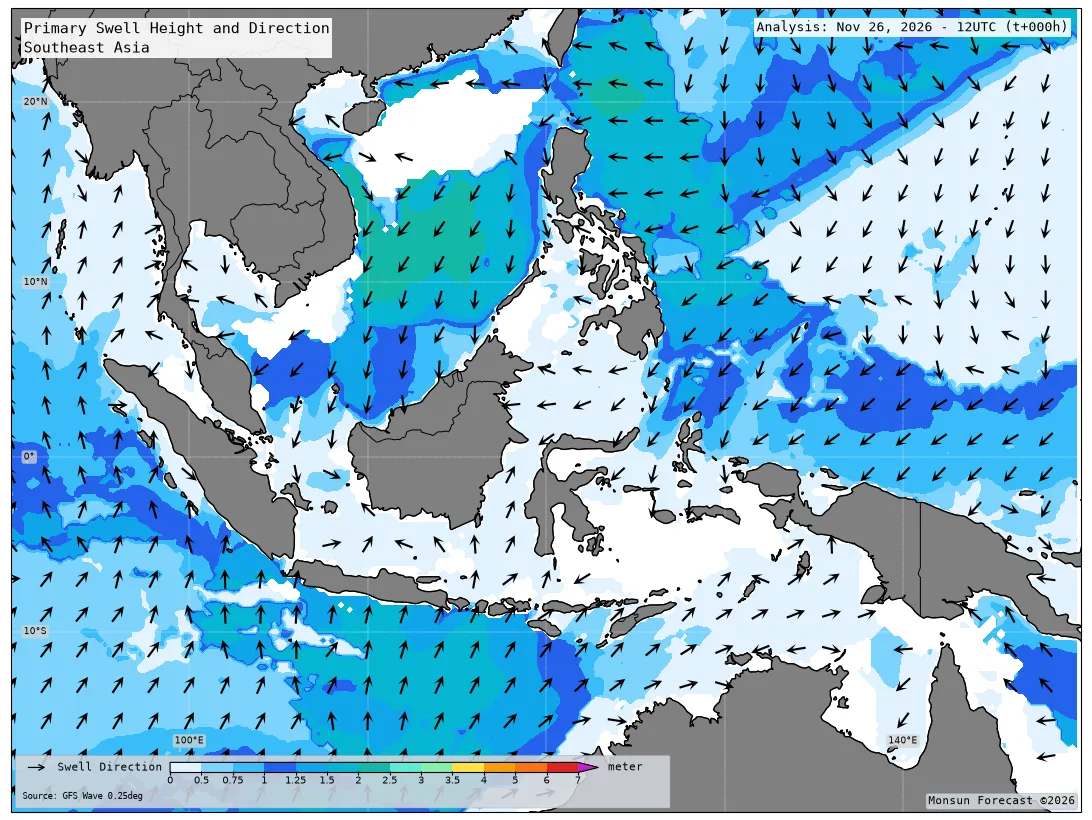 Primary Swell Height and Direction
Southeast Asia
Analysis: Nov 26, 2026 - 12UTC (t+000h)
20°N
10°N
0°
10°S
100°E
140°E
Swell Direction
0 0.5 0.75 1 1.25 1.5 2 2.5 3 3.5 4 5 6 7
meter
Source: GFS Wave 0.25deg
Monsun Forecast ©2026